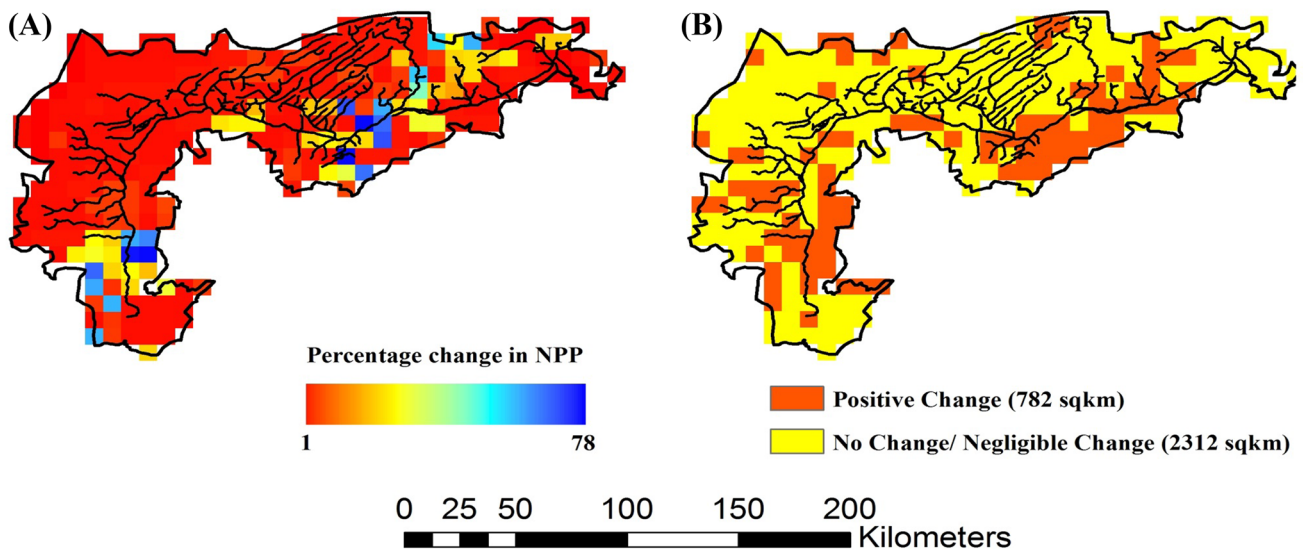 (A)
(B)
Percentage change in NPP
1 78
Positive Change (782 sqkm)
No Change/ Negligible Change (2312 sqkm)
0 25 50 100 150 200
Kilometers